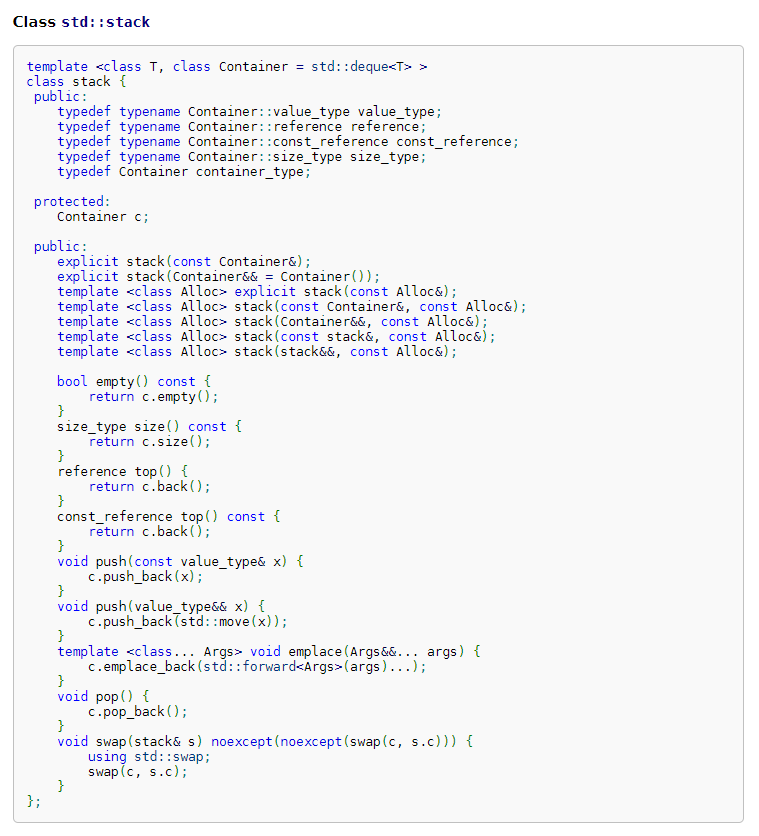 Class std::stack
template <class T, class Container = std::deque<T> >
class stack {
 public:
    typedef typename Container::value_type value_type;
    typedef typename Container::reference reference;
    typedef typename Container::const_reference const_reference;
    typedef typename Container::size_type size_type;
    typedef Container container_type;

 protected:
    Container c;

 public:
    explicit stack(const Container&);
    explicit stack(Container&& = Container());
    template <class Alloc> explicit stack(const Alloc&);
    template <class Alloc> stack(const Container&, const Alloc&);
    template <class Alloc> stack(Container&&, const Alloc&);
    template <class Alloc> stack(const stack&, const Alloc&);
    template <class Alloc> stack(stack&&, const Alloc&);

    bool empty() const {
        return c.empty();
    }
    size_type size() const {
        return c.size();
    }
    reference top() {
        return c.back();
    }
    const_reference top() const {
        return c.back();
    }
    void push(const value_type& x) {
        c.push_back(x);
    }
    void push(value_type&& x) {
        c.push_back(std::move(x));
    }
    template <class... Args> void emplace(Args&&... args) {
        c.emplace_back(std::forward<Args>(args)...);
    }
    void pop() {
        c.pop_back();
    }
    void swap(stack& s) noexcept(noexcept(swap(c, s.c))) {
        using std::swap;
        swap(c, s.c);
    }
};